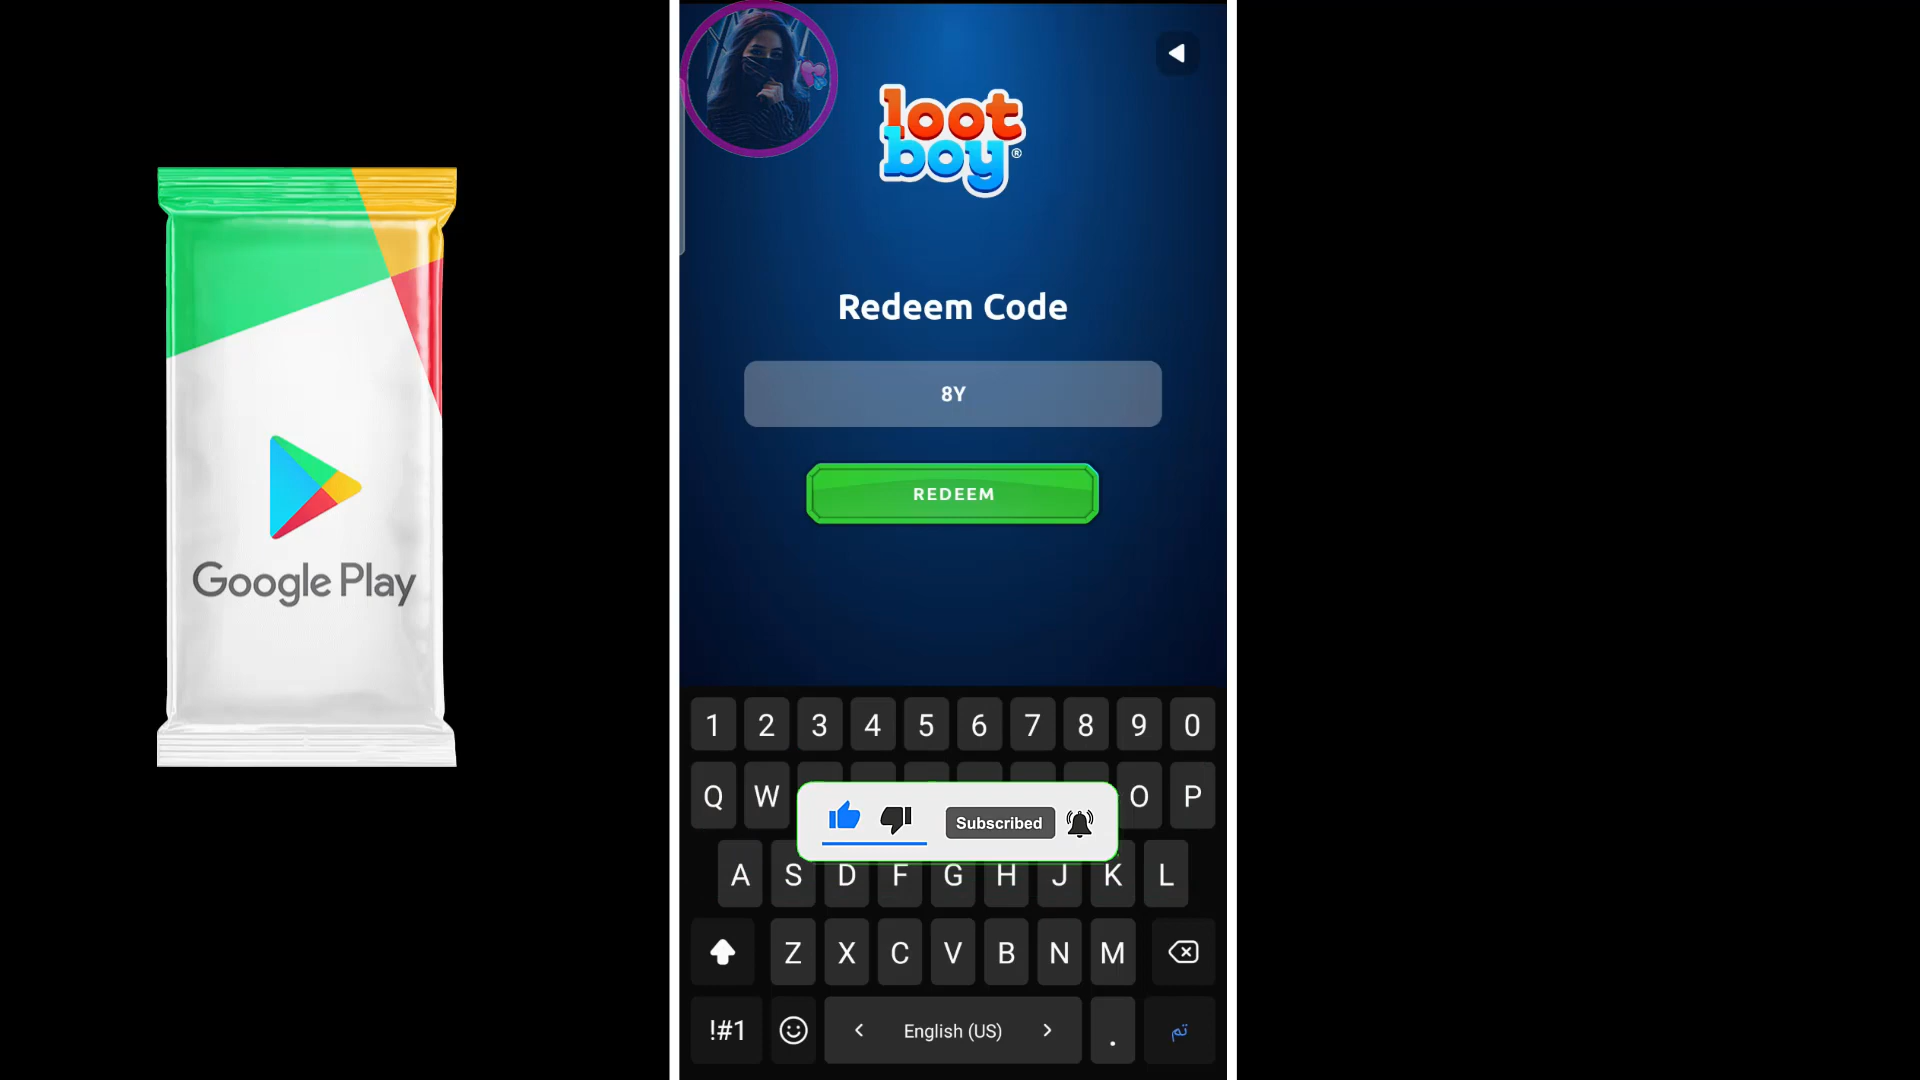 Google Play
loot
boy®
Redeem Code
8Y
REDEEM
1 2 3 4 5 6 7 8 9 0
Q W O P
Subscribed
A S D F G H J K L
Z X C V B N M
!#1 < English (US) > . تم